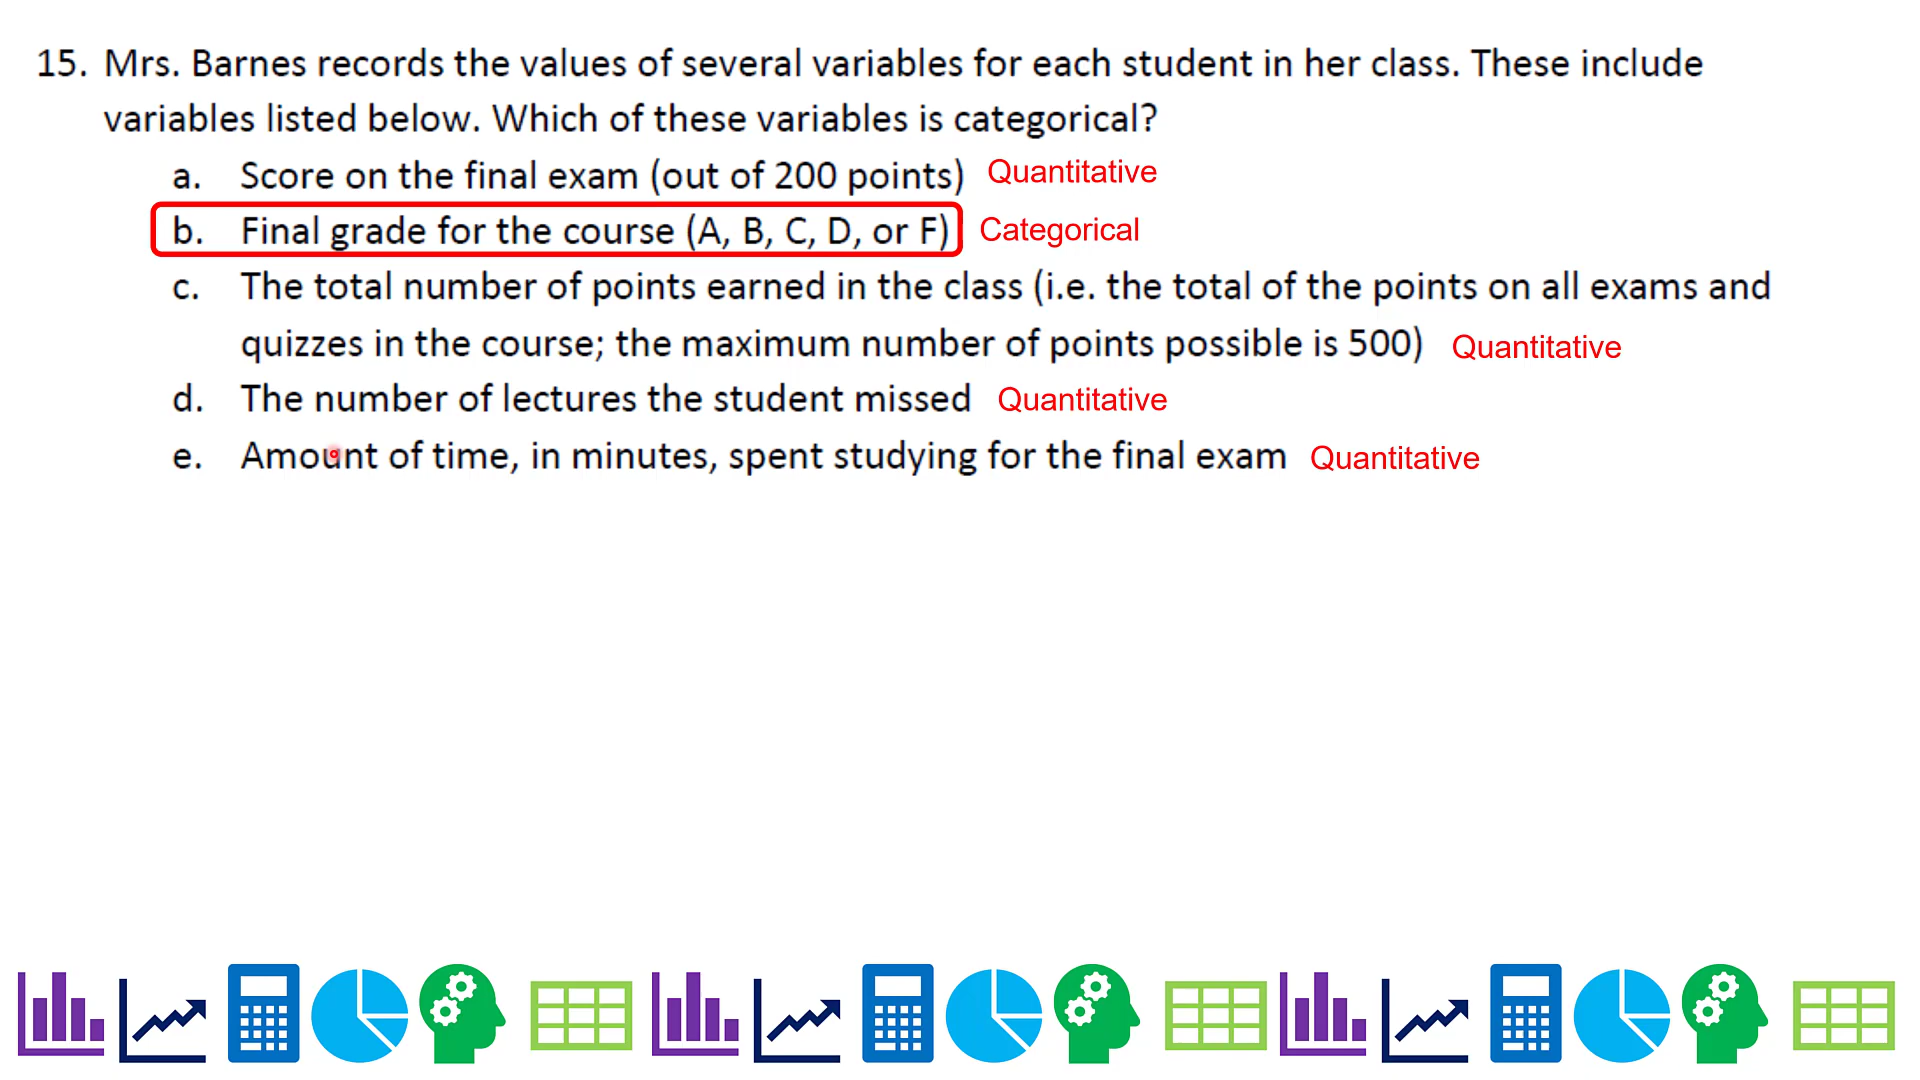 15. Mrs. Barnes records the values of several variables for each student in her class. These include
variables listed below. Which of these variables is categorical?
a. Score on the final exam (out of 200 points) Quantitative
b. Final grade for the course (A, B, C, D, or F) Categorical
c. The total number of points earned in the class (i.e. the total of the points on all exams and
quizzes in the course; the maximum number of points possible is 500) Quantitative
d. The number of lectures the student missed Quantitative
e. Amount of time, in minutes, spent studying for the final exam Quantitative